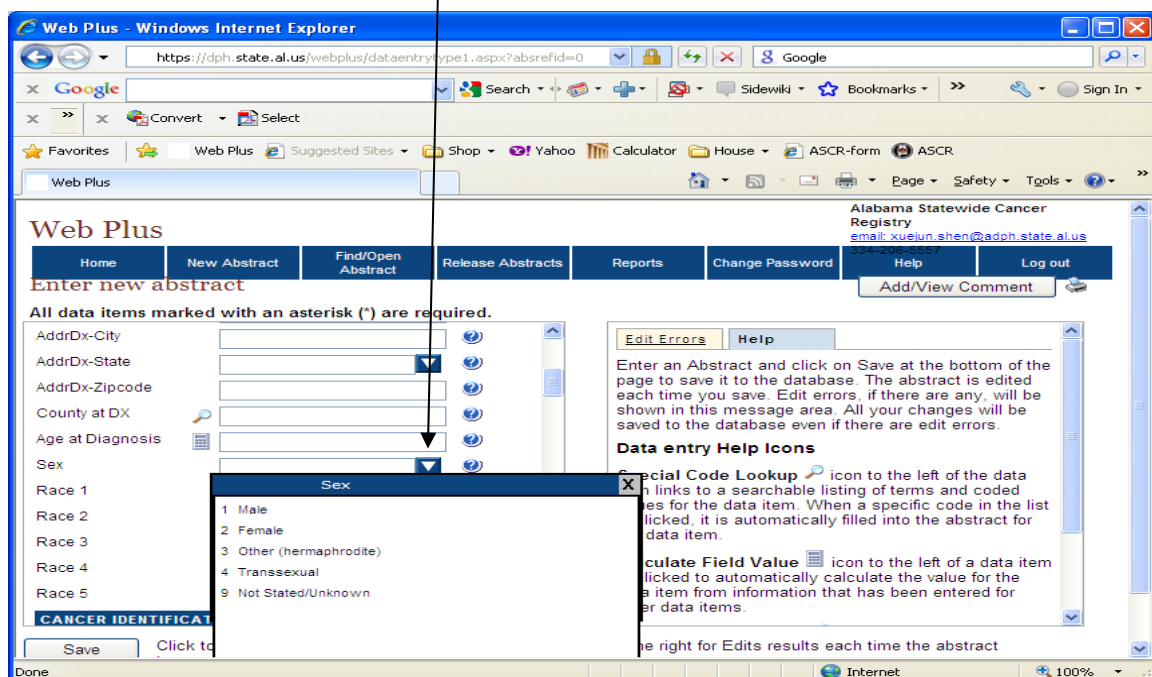 Web Plus - Windows Internet Explorer
https://dph.state.al.us/webplus/dataentrytype1.aspx?absrefid=0
Google
Google
Search
Sidewiki
Bookmarks
Sign In
Convert
Select
Favorites
Web Plus
Suggested Sites
Shop
Yahoo
Calculator
House
ASCR-form
ASCR
Web Plus
Page
Safety
Tools
Web Plus
Alabama Statewide Cancer
Registry
email: xuejun.shen@adph.state.al.us
334-206-5557
Home
New Abstract
Find/Open
Abstract
Release Abstracts
Reports
Change Password
Help
Log out
Enter new abstract
Add/View Comment
All data items marked with an asterisk (*) are required.
AddrDx-City
AddrDx-State
AddrDx-Zipcode
County at DX
Age at Diagnosis
Sex
Race 1
Race 2
Race 3
Race 4
Race 5
CANCER IDENTIFICAT
Sex X
1 Male
2 Female
3 Other (hermaphrodite)
4 Transsexual
9 Not Stated/Unknown
Edit Errors
Help
Enter an Abstract and click on Save at the bottom of the
page to save it to the database. The abstract is edited
each time you save. Edit errors, if there are any, will be
shown in this message area. All your changes will be
saved to the database even if there are edit errors.
Data entry Help Icons
ecial Code Lookup icon to the left of the data
links to a searchable listing of terms and coded
es for the data item. When a specific code in the list
licked, it is automatically filled into the abstract for
data item.
culate Field Value icon to the left of a data item
licked to automatically calculate the value for the
item from information that has been entered for
er data items.
Save
Click to
e right for Edits results each time the abstract
Done
Internet
100%